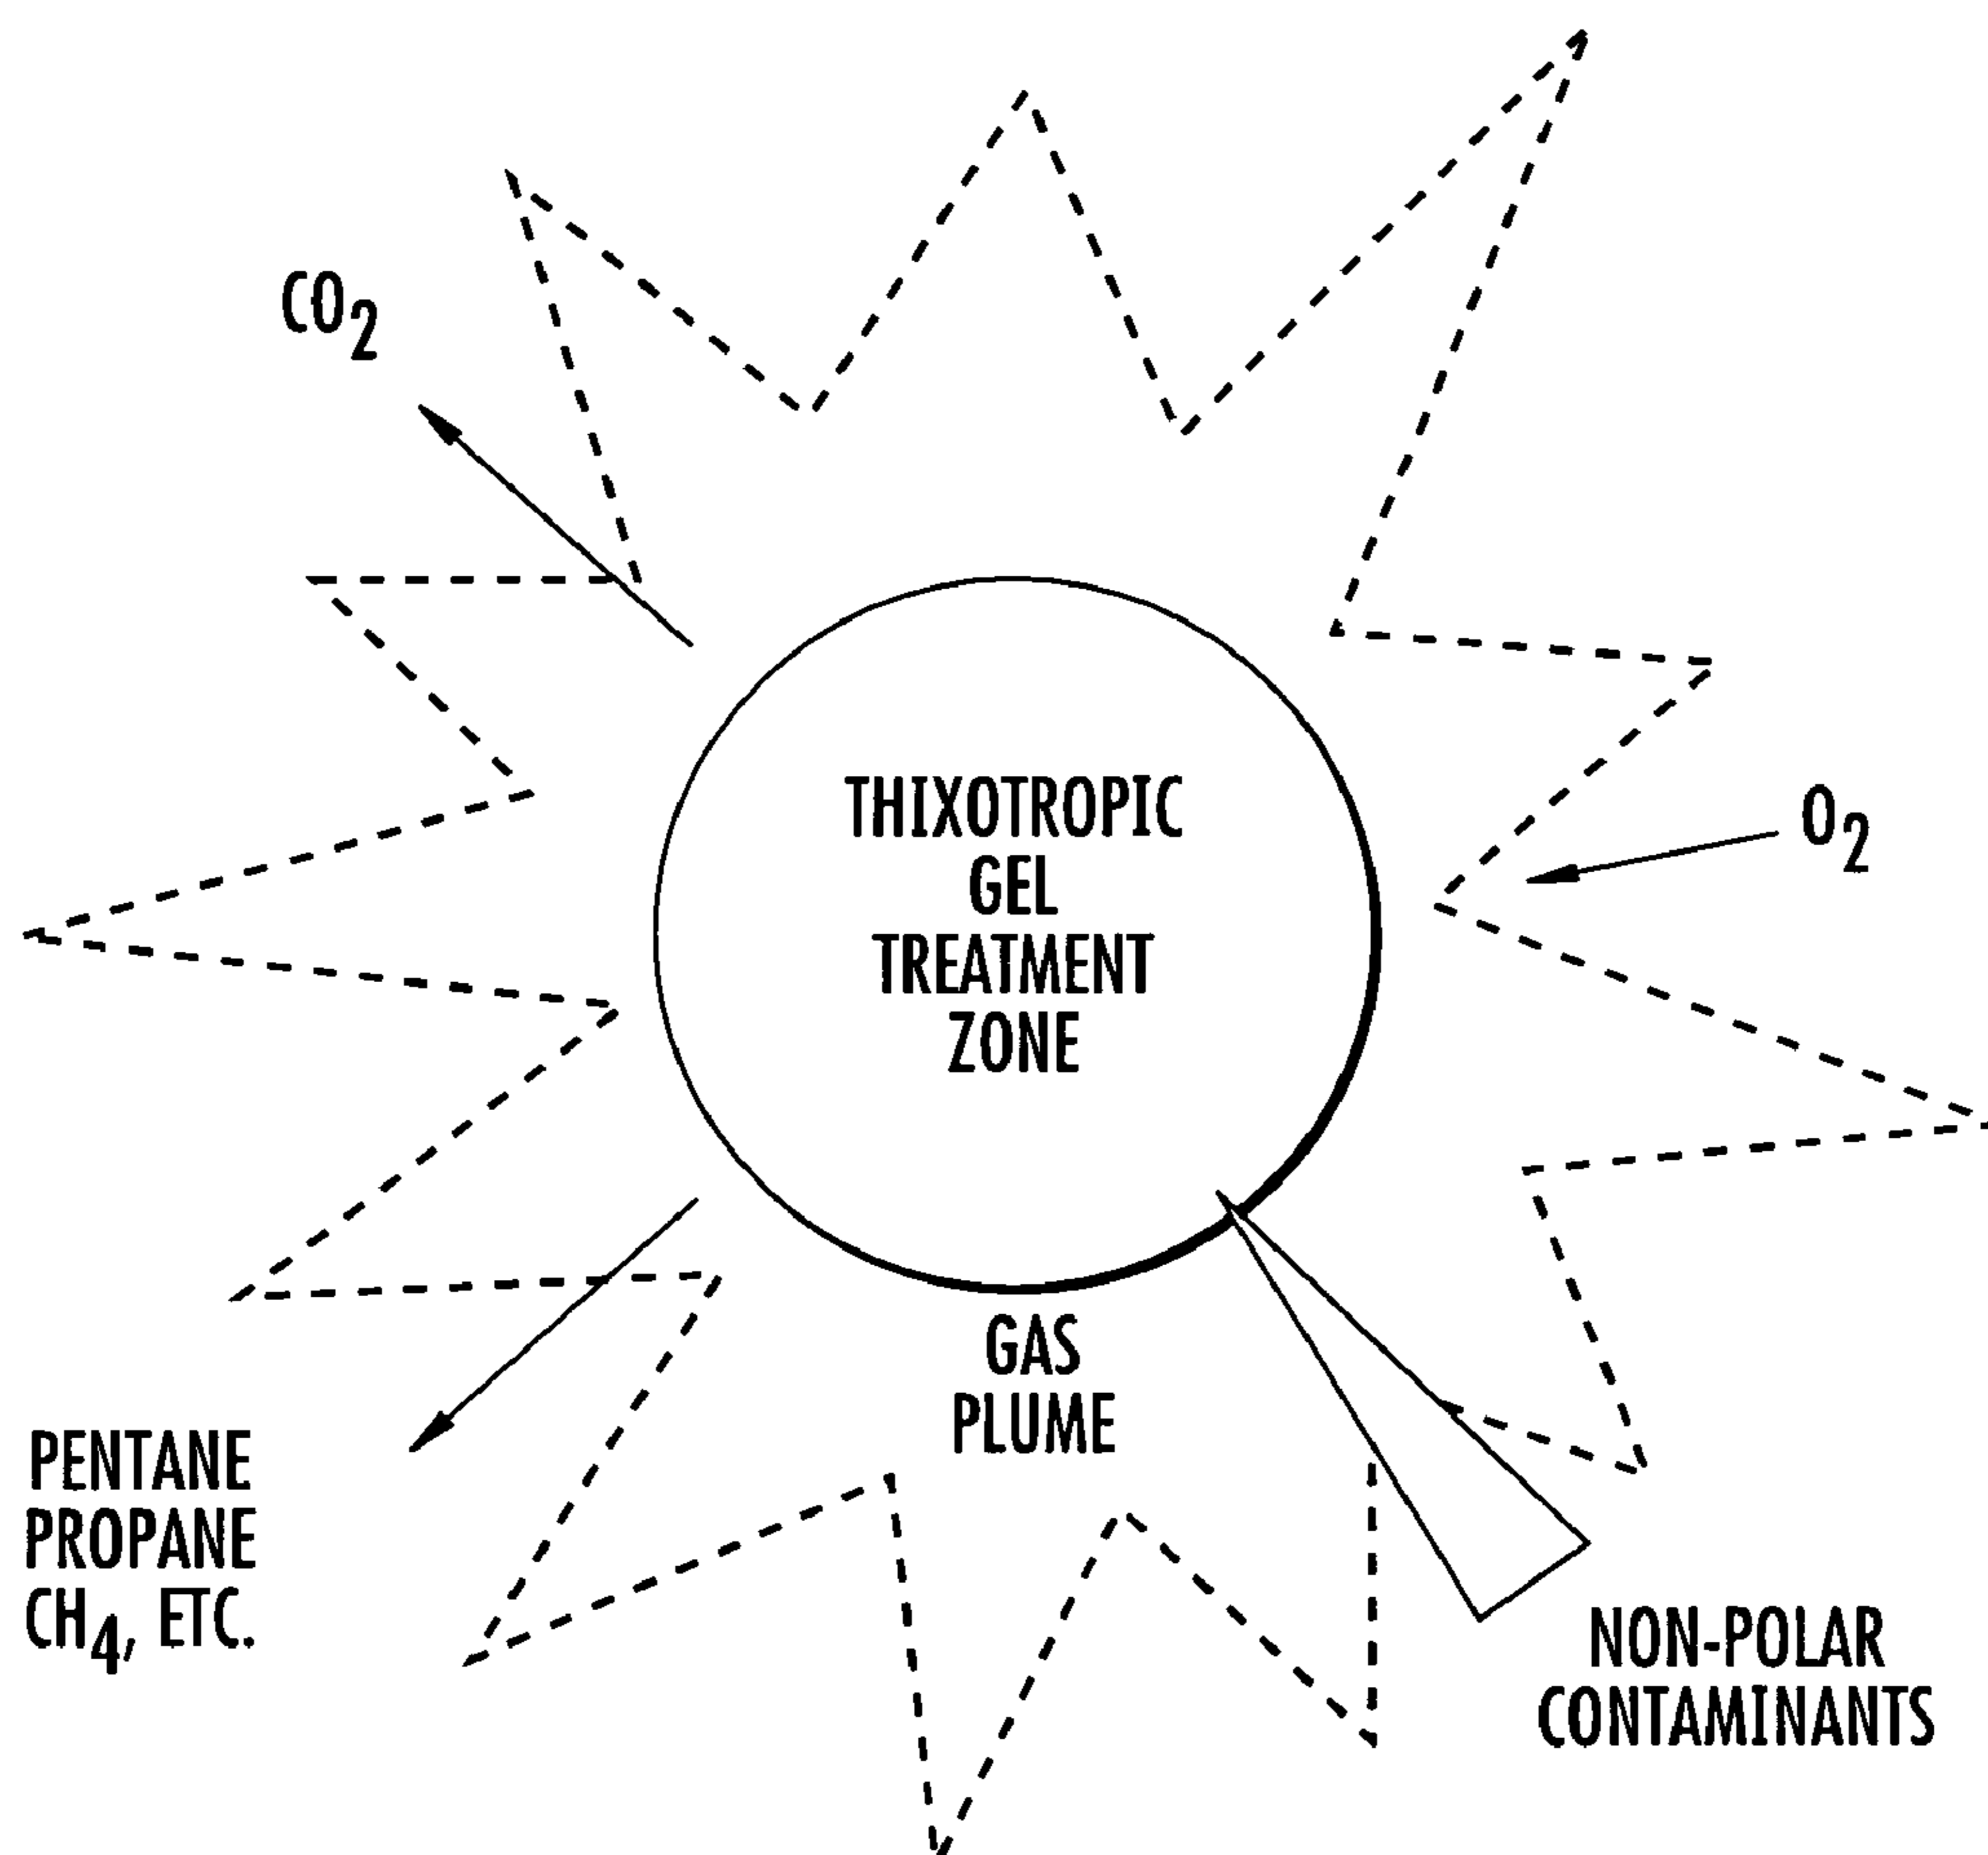 CO2
THIXOTROPIC
GEL
TREATMENT
ZONE
O2
GAS
PLUME
PENTANE
PROPANE
CH4, ETC.
NON-POLAR
CONTAMINANTS